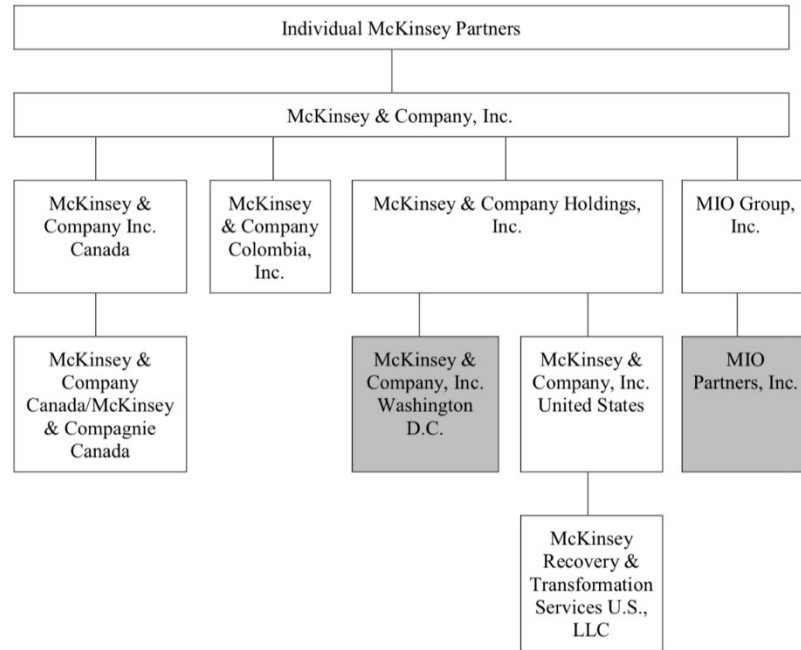 Individual McKinsey Partners
McKinsey & Company, Inc.
McKinsey &
Company Inc.
Canada
McKinsey
& Company
Colombia,
Inc.
McKinsey & Company Holdings,
Inc.
MIO Group,
Inc.
McKinsey &
Company
Canada/McKinsey
& Compagnie
Canada
McKinsey &
Company, Inc.
Washington
D.C.
McKinsey &
Company, Inc.
United States
MIO
Partners, Inc.
McKinsey
Recovery &
Transformation
Services U.S.,
LLC